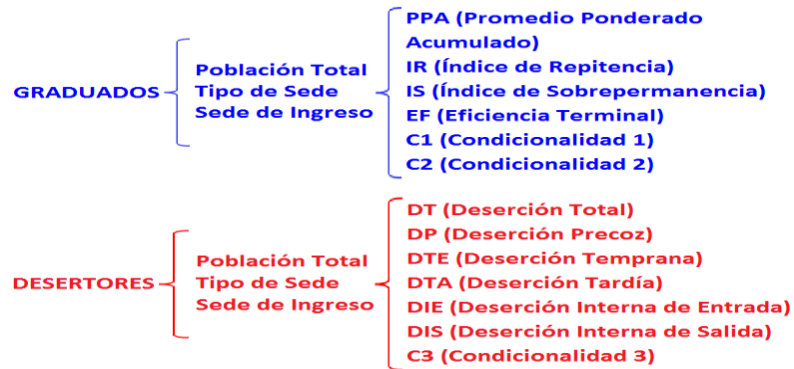 GRADUADOS
Población Total
Tipo de Sede
Sede de Ingreso
PPA (Promedio Ponderado
Acumulado)
IR (Índice de Repitencia)
IS (Índice de Sobrepermanencia)
EF (Eficiencia Terminal)
C1 (Condicionalidad 1)
C2 (Condicionalidad 2)
DESERTORES
Población Total
Tipo de Sede
Sede de Ingreso
DT (Deserción Total)
DP (Deserción Precoz)
DTE (Deserción Temprana)
DTA (Deserción Tardía)
DIE (Deserción Interna de Entrada)
DIS (Deserción Interna de Salida)
C3 (Condicionalidad 3)